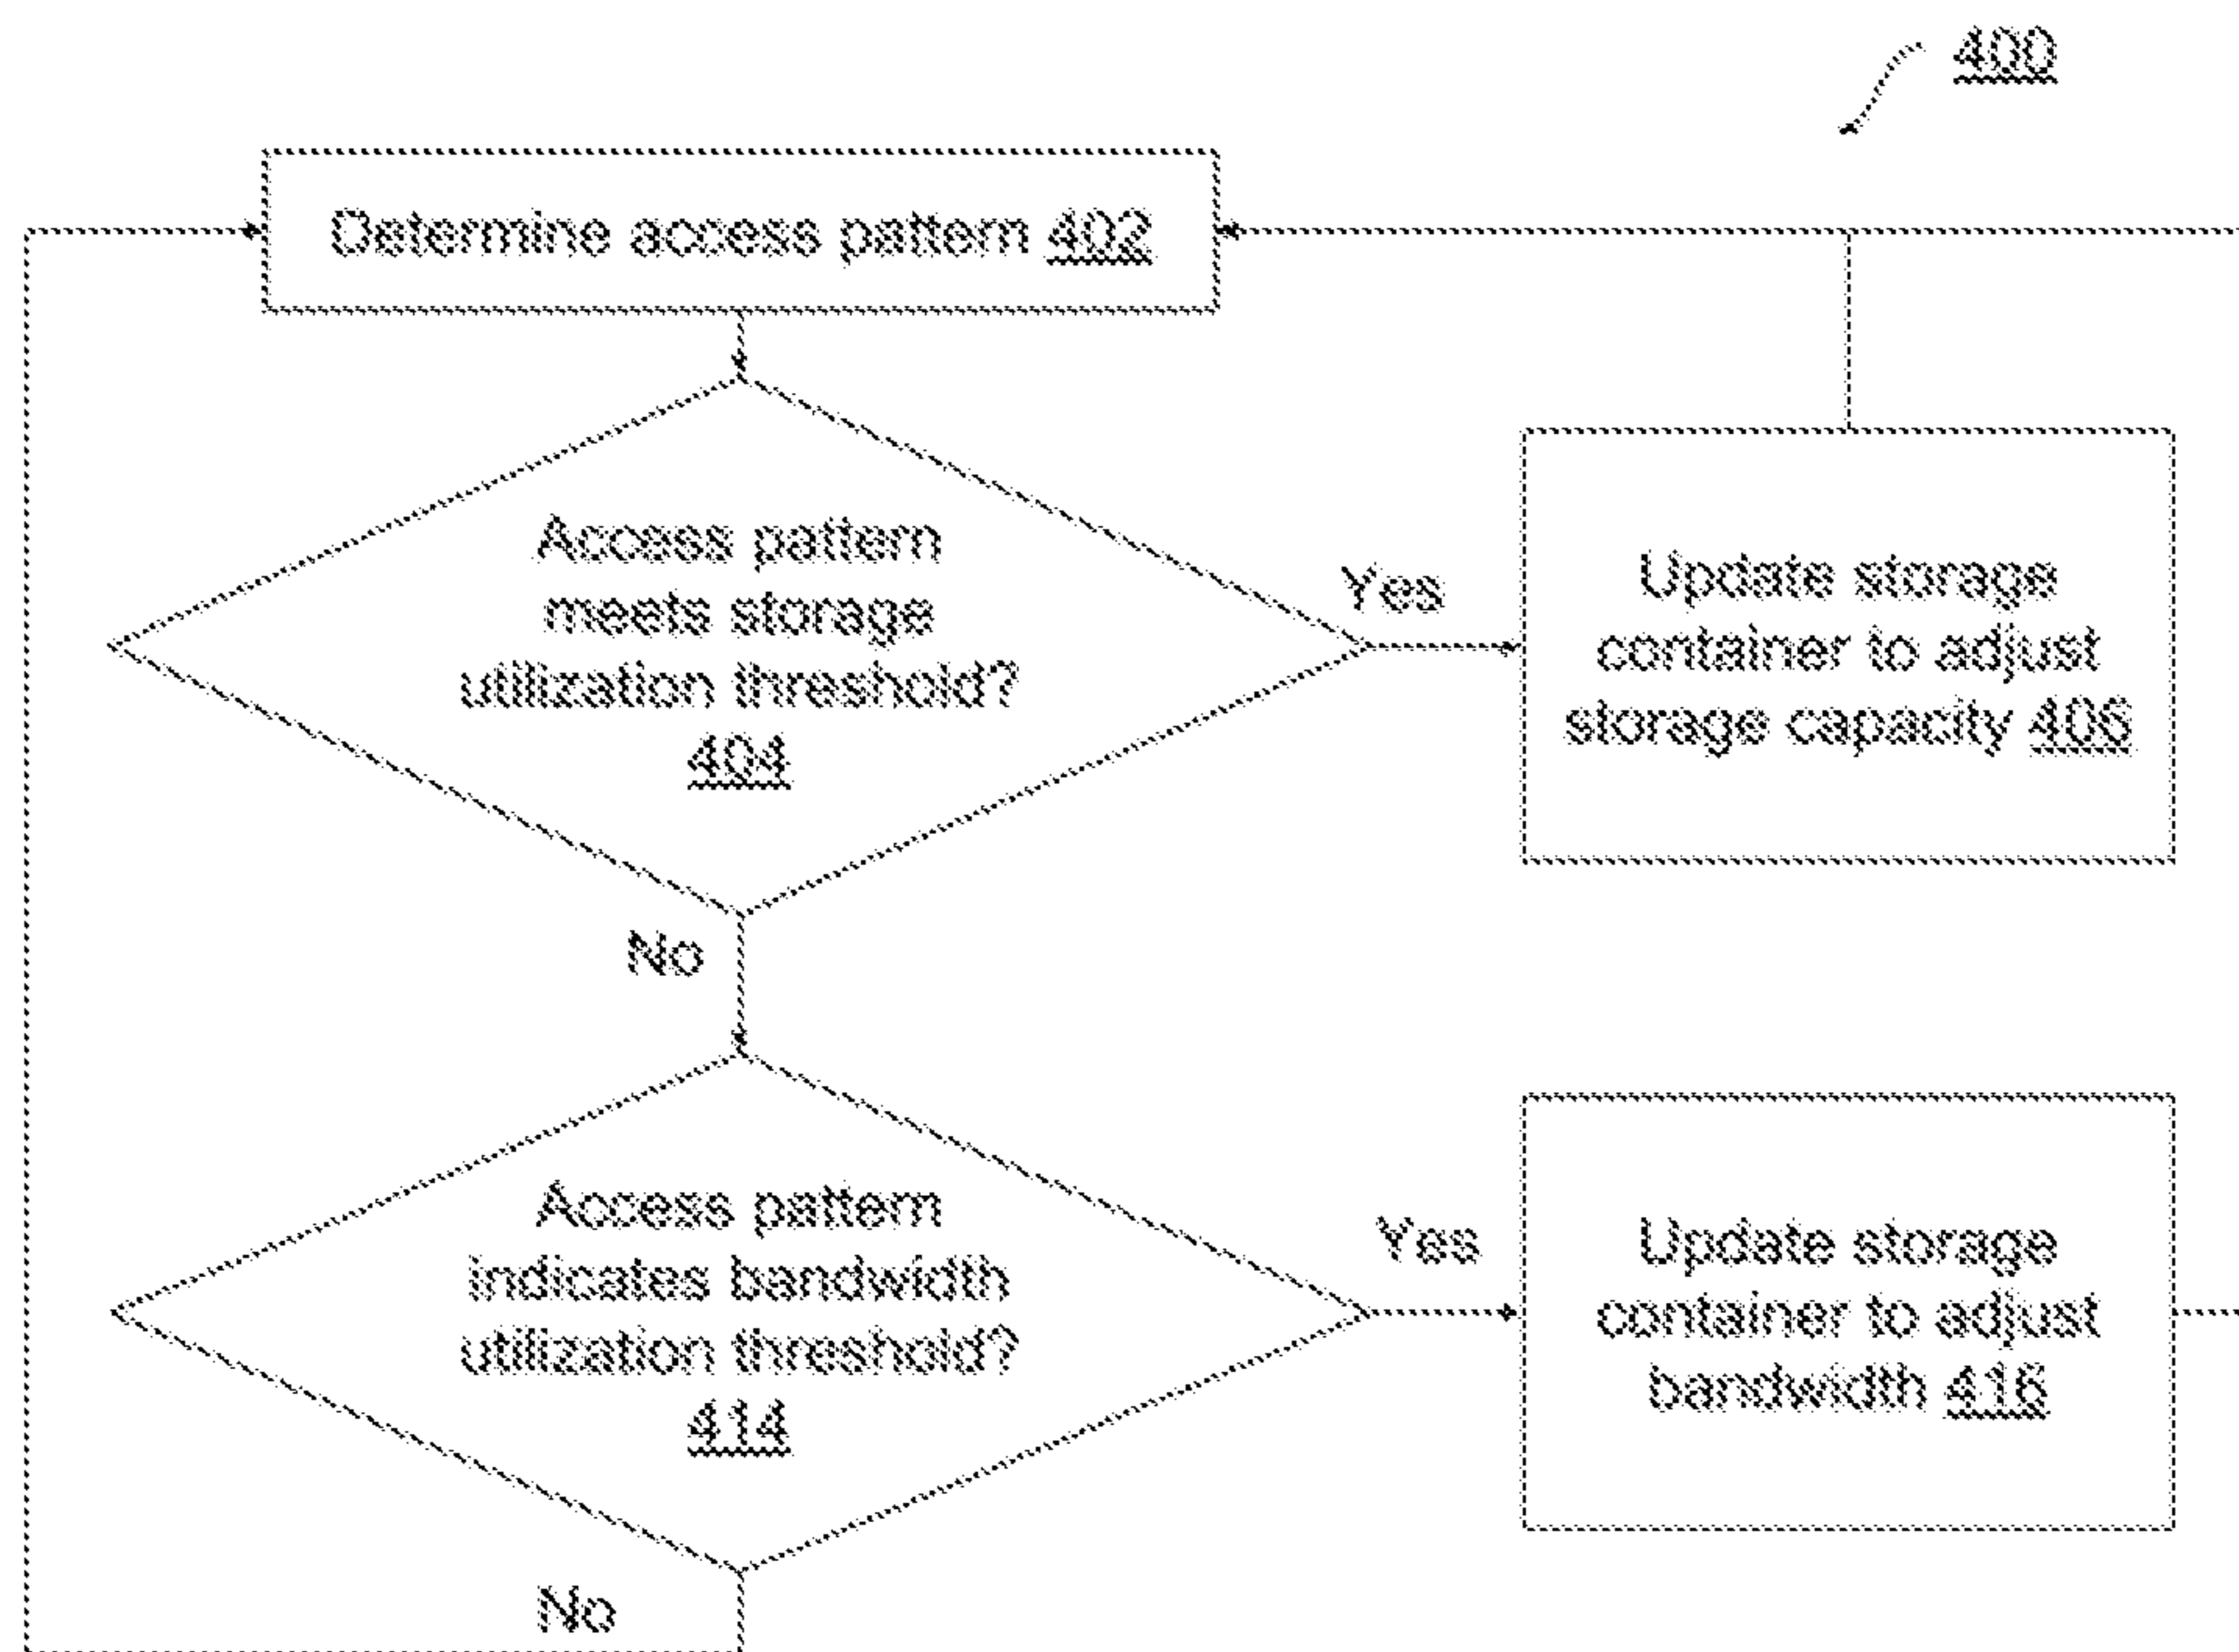 400
Determine access pattern 402
Access pattern
meets storage
utilization threshold?
404
Yes
Update storage
container to adjust
storage capacity 406
No
Access pattern
indicates bandwidth
utilization threshold?
414
Yes
Update storage
container to adjust
bandwidth 416
No